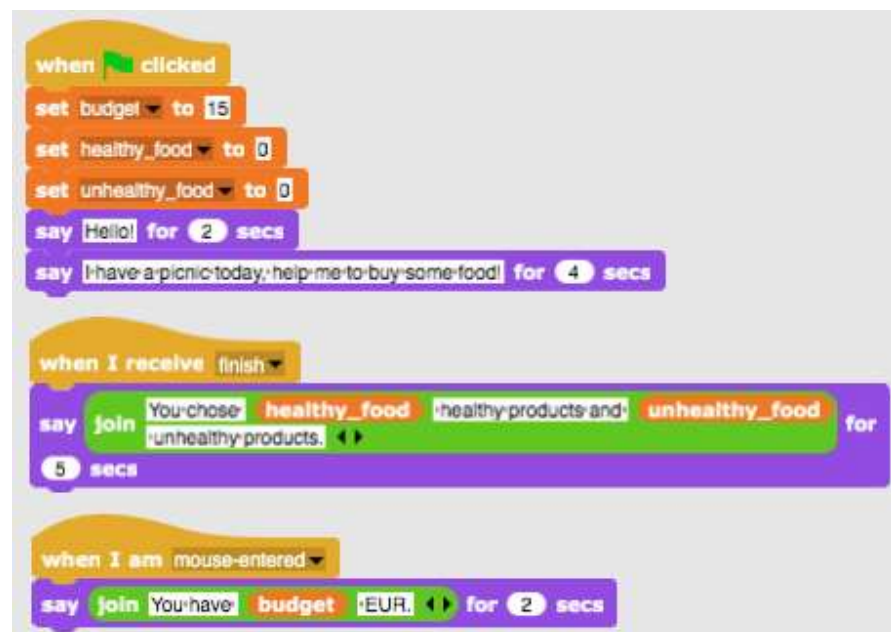 when clicked
set budget to 15
set healthy_food to 0
set unhealthy_food to 0
say Hello! for 2 secs
say I have a picnic today, help me to buy some food! for 4 secs
when I receive finish
say join You chose healthy_food healthy products and unhealthy_food for
unhealthy products.
5 secs
when I am mouse-entered
say join You have budget EUR. for 2 secs